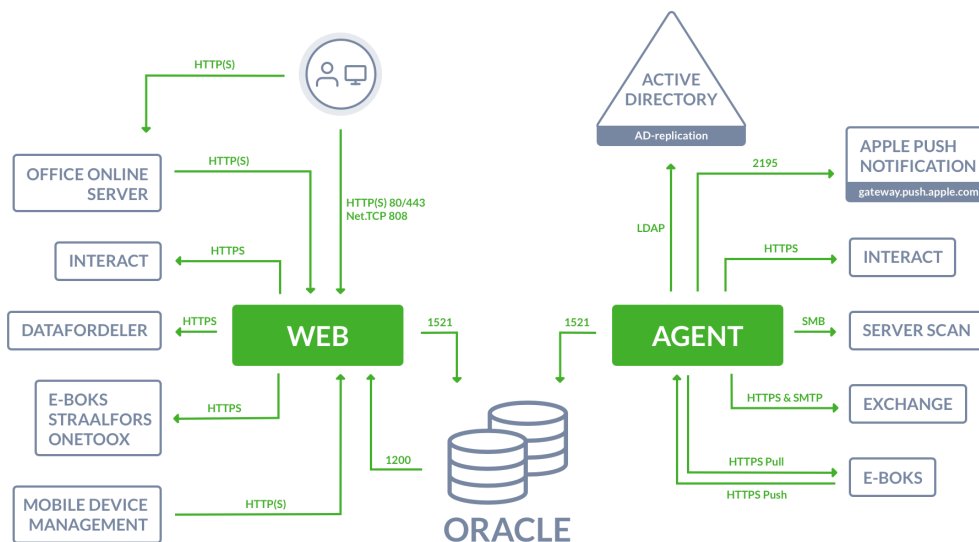 HTTP(S)
ACTIVE
DIRECTORY
AD-replication
OFFICE ONLINE
SERVER
HTTP(S)
HTTP(S) 80/443
Net.TCP 808
LDAP
2195
APPLE PUSH
NOTIFICATION
gateway.push.apple.com
INTERACT
HTTPS
HTTPS
INTERACT
DATAFORDELER
HTTPS
WEB
1521
1521
AGENT
SMB
SERVER SCAN
E-BOKS
STRAALFORS
ONETOOX
HTTPS
HTTPS & SMTP
EXCHANGE
1200
HTTPS Pull
HTTPS Push
E-BOKS
MOBILE DEVICE
MANAGEMENT
HTTP(S)
ORACLE